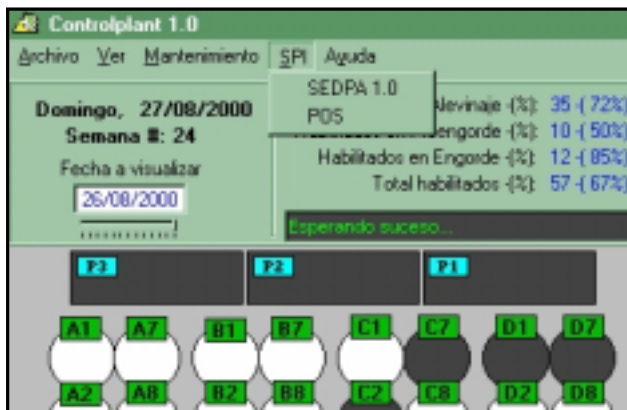 Controlplant 1.0
Archivo Ver Mantenimiento SPI Ayuda
SEDPA 1.0
POS
Domingo, 27/08/2000
Semana #: 24
Fecha a visualizar
26/08/2000
Alevinaje -(%): 35 -( 72%)
10 -( 50%)
Habilitados en Engorde -(%): 12 -( 85%)
Total habilitados -(%): 57 -( 67%)
Esperando suceso...
P3 P2 P1
A1 A7 B1 B7 C1 C7 D1 D7
A2 A8 B2 B8 C2 C8 D2 D8